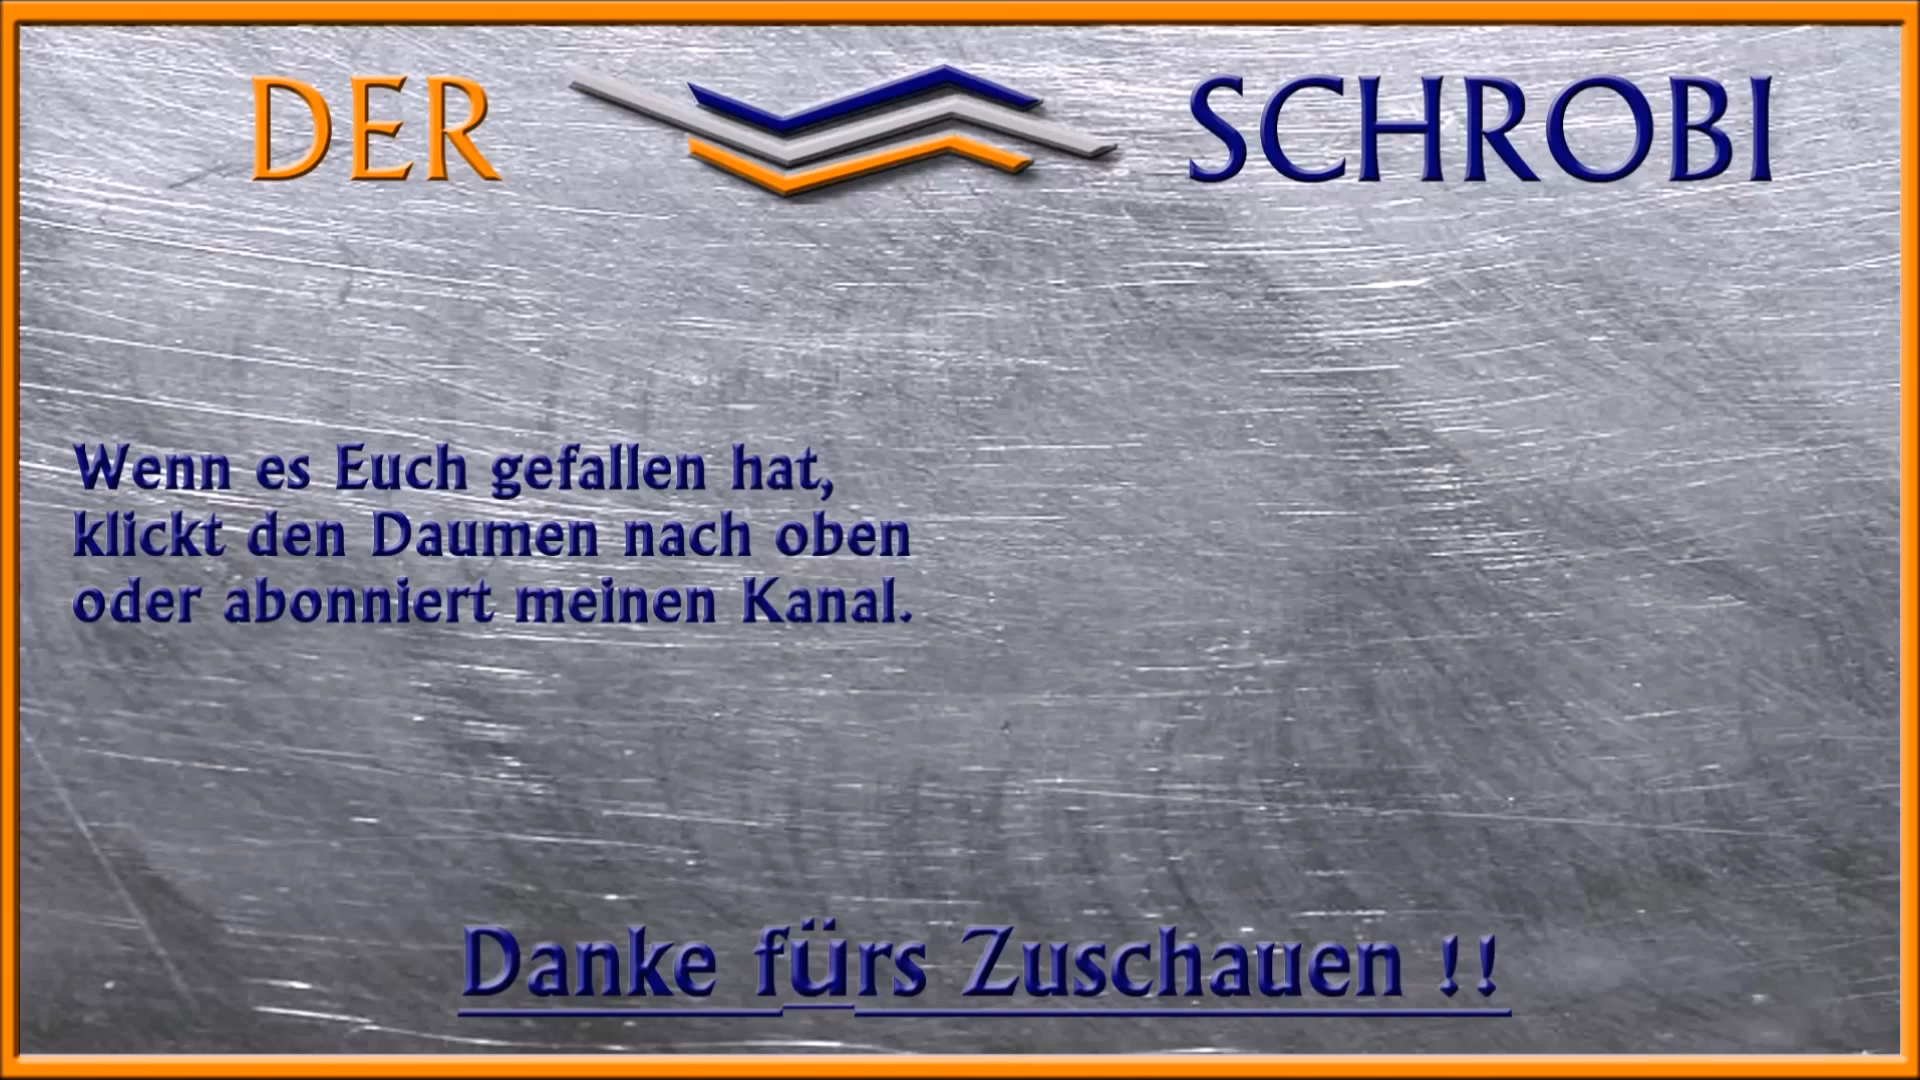 DER SCHROBI
Wenn es Euch gefallen hat,
klickt den Daumen nach oben
oder abonniert meinen Kanal.
Danke fürs Zuschauen !!